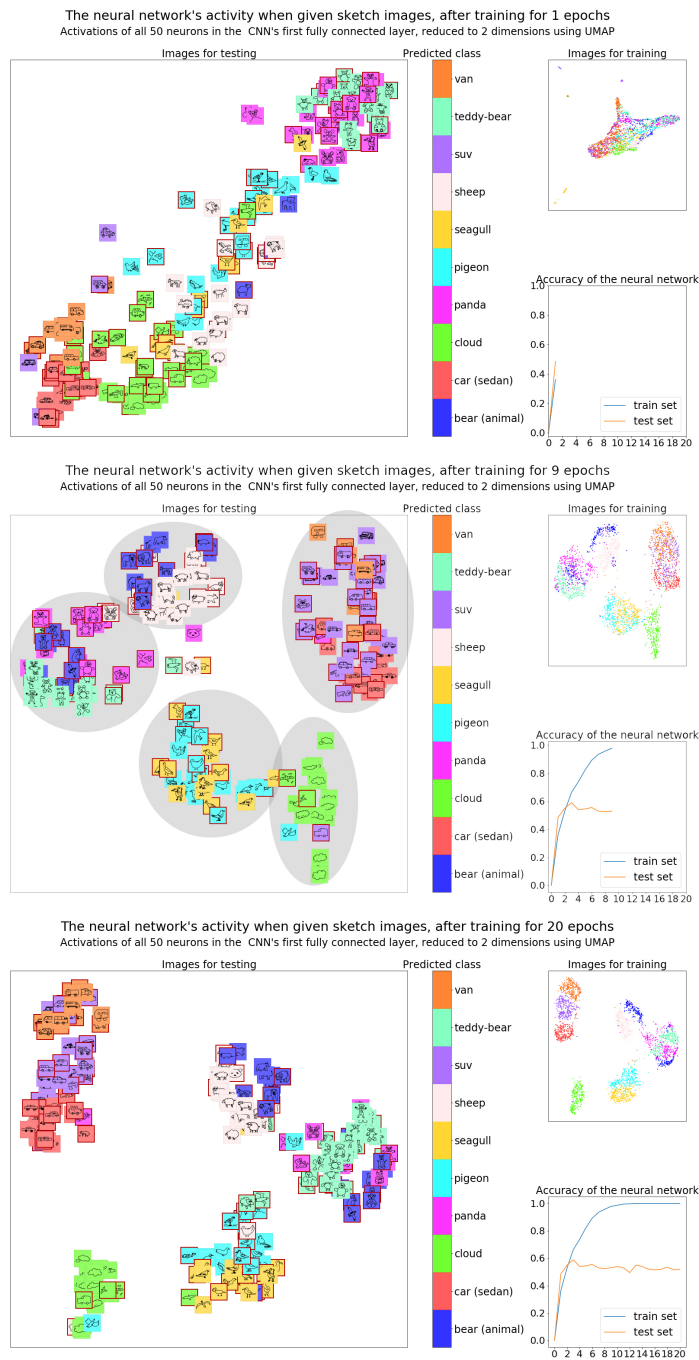 The neural network's activity when given sketch images, after training for 1 epochs
Activations of all 50 neurons in the  CNN's first fully connected layer, reduced to 2 dimensions using UMAP
Images for testing
Predicted class
Images for training
van
teddy-bear
suv
sheep
seagull
pigeon
panda
cloud
car (sedan)
bear (animal)
Accuracy of the neural network
1.0
0.8
0.6
0.4
0.2
0.0
train set
test set
0 2 4 6 8 10 12 14 16 18 20
The neural network's activity when given sketch images, after training for 9 epochs
Activations of all 50 neurons in the  CNN's first fully connected layer, reduced to 2 dimensions using UMAP
Images for testing
Predicted class
Images for training
van
teddy-bear
suv
sheep
seagull
pigeon
panda
cloud
car (sedan)
bear (animal)
Accuracy of the neural network
1.0
0.8
0.6
0.4
0.2
0.0
train set
test set
0 2 4 6 8 10 12 14 16 18 20
The neural network's activity when given sketch images, after training for 20 epochs
Activations of all 50 neurons in the  CNN's first fully connected layer, reduced to 2 dimensions using UMAP
Images for testing
Predicted class
Images for training
van
teddy-bear
suv
sheep
seagull
pigeon
panda
cloud
car (sedan)
bear (animal)
Accuracy of the neural network
1.0
0.8
0.6
0.4
0.2
0.0
train set
test set
0 2 4 6 8 10 12 14 16 18 20